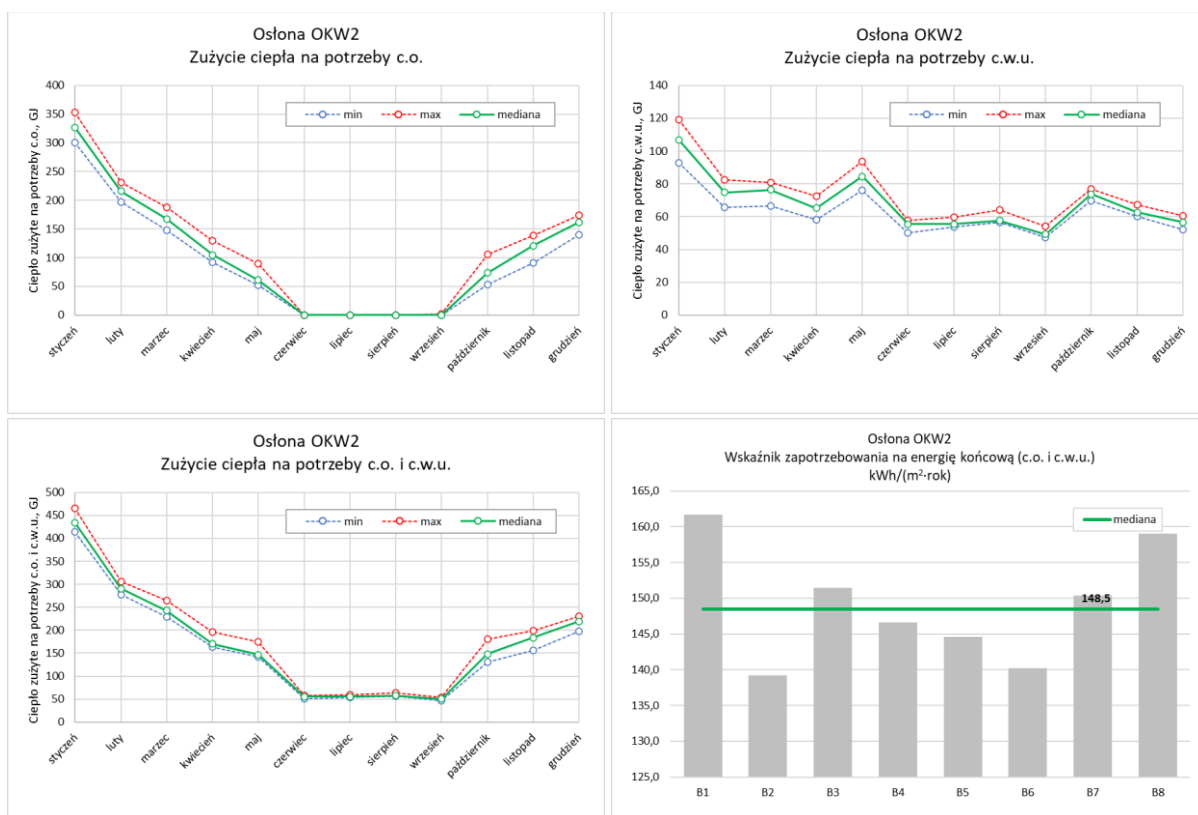 Osłona OKW2
Zużycie ciepła na potrzeby c.o.
Ciepło zużyte na potrzeby c.o., GJ
400
350
300
250
200
150
100
50
0
min
max
mediana
styczeń
luty
marzec
kwiecień
maj
czerwiec
lipiec
sierpień
wrzesień
październik
listopad
grudzień
Osłona OKW2
Zużycie ciepła na potrzeby c.w.u.
Ciepło zużyte na potrzeby c.w.u., GJ
140
120
100
80
60
40
20
0
min
max
mediana
styczeń
luty
marzec
kwiecień
maj
czerwiec
lipiec
sierpień
wrzesień
październik
listopad
grudzień
Osłona OKW2
Zużycie ciepła na potrzeby c.o. i c.w.u.
Ciepło zużyte na potrzeby c.o. i c.w.u., GJ
500
450
400
350
300
250
200
150
100
50
0
min
max
mediana
styczeń
luty
marzec
kwiecień
maj
czerwiec
lipiec
sierpień
wrzesień
październik
listopad
grudzień
Osłona OKW2
Wskaźnik zapotrzebowania na energię końcową (c.o. i c.w.u.)
kWh/(m²·rok)
165,0
160,0
155,0
150,0
145,0
140,0
135,0
130,0
125,0
mediana
148,5
B1
B2
B3
B4
B5
B6
B7
B8